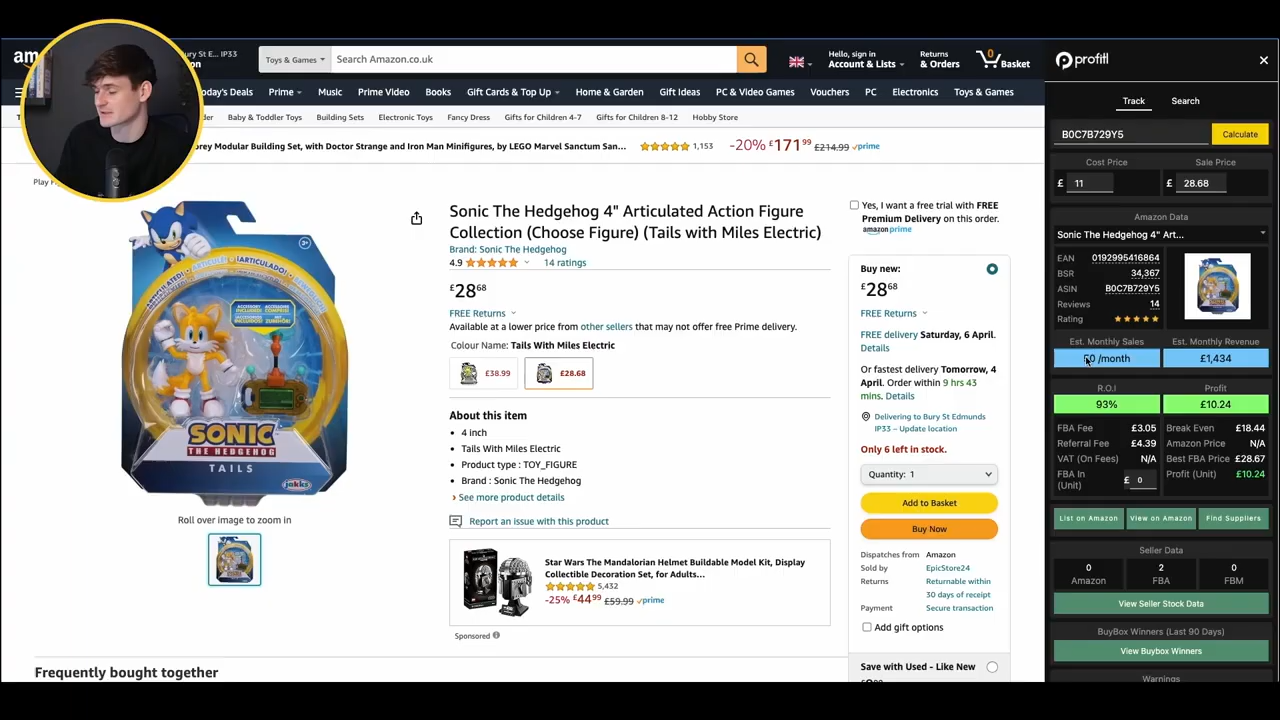 am
ury St E... IP33
on
Toys & Games
Search Amazon.co.uk
Hello, sign in
Account & Lists
Returns
& Orders
0
Basket
oday's Deals
Prime
Music
Prime Video
Books
Gift Cards & Top Up
Home & Garden
Gift Ideas
PC & Video Games
Vouchers
PC
Electronics
Toys & Games
der
Baby & Toddler Toys
Building Sets
Electronic Toys
Fancy Dress
Gifts for Children 4-7
Gifts for Children 8-12
Hobby Store
orey Modular Building Set, with Doctor Strange and Iron Man Minifigures, by LEGO Marvel Sanctum San...
1,153
-20% £171.99 £214.99 prime
Play
SONIC
THE HEDGEHOG
TAILS
jakks
3+
Roll over image to zoom in
Sonic The Hedgehog 4" Articulated Action Figure
Collection (Choose Figure) (Tails with Miles Electric)
Brand: Sonic The Hedgehog
4.9
14 ratings
£28.68
FREE Returns
Available at a lower price from other sellers that may not offer free Prime delivery.
Colour Name: Tails With Miles Electric
£38.99
£28.68
About this item
• 4 inch
• Tails With Miles Electric
• Product type : TOY_FIGURE
• Brand : Sonic The Hedgehog
› See more product details
Report an issue with this product
Star Wars The Mandalorian Helmet Buildable Model Kit, Display
Collectible Decoration Set, for Adults...
5,432
-25% £44.99 £59.99 prime
Sponsored
Frequently bought together
Yes, I want a free trial with FREE
Premium Delivery on this order.
amazon prime
Buy new:
£28.68
FREE Returns
FREE delivery Saturday, 6 April.
Details
Or fastest delivery Tomorrow, 4
April. Order within 9 hrs 43
mins. Details
Delivering to Bury St Edmunds
IP33 – Update location
Only 6 left in stock.
Quantity: 1
Add to Basket
Buy Now
Dispatches from Amazon
Sold by EpicStore24
Returns Returnable within
30 days of receipt
Payment Secure transaction
Add gift options
Save with Used - Like New
profitl
Track
Search
B0C7B729Y5
Calculate
Cost Price
Sale Price
£ 11
£ 28.68
Amazon Data
Sonic The Hedgehog 4" Art...
EAN 0192995416864
BSR 34,367
ASIN B0C7B729Y5
Reviews 14
Rating
Est. Monthly Sales
Est. Monthly Revenue
0 /month
£1,434
R.O.I
Profit
93%
£10.24
FBA Fee £3.05
Break Even £18.44
Referral Fee £4.39
Amazon Price N/A
VAT (On Fees) N/A
Best FBA Price £28.67
FBA In
(Unit)
£ 0
Profit (Unit) £10.24
List on Amazon
View on Amazon
Find Suppliers
Seller Data
0
2
0
Amazon
FBA
FBM
View Seller Stock Data
BuyBox Winners (Last 90 Days)
View Buybox Winners
Warnings